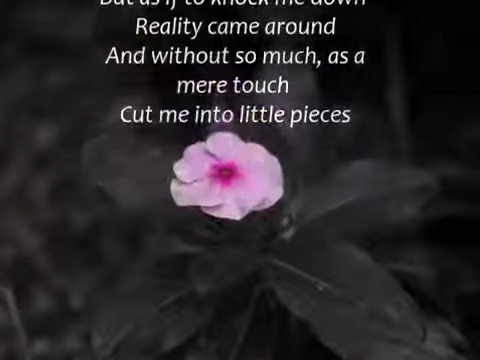 But as if to knock me down
Reality came around
And without so much, as a
mere touch
Cut me into little pieces